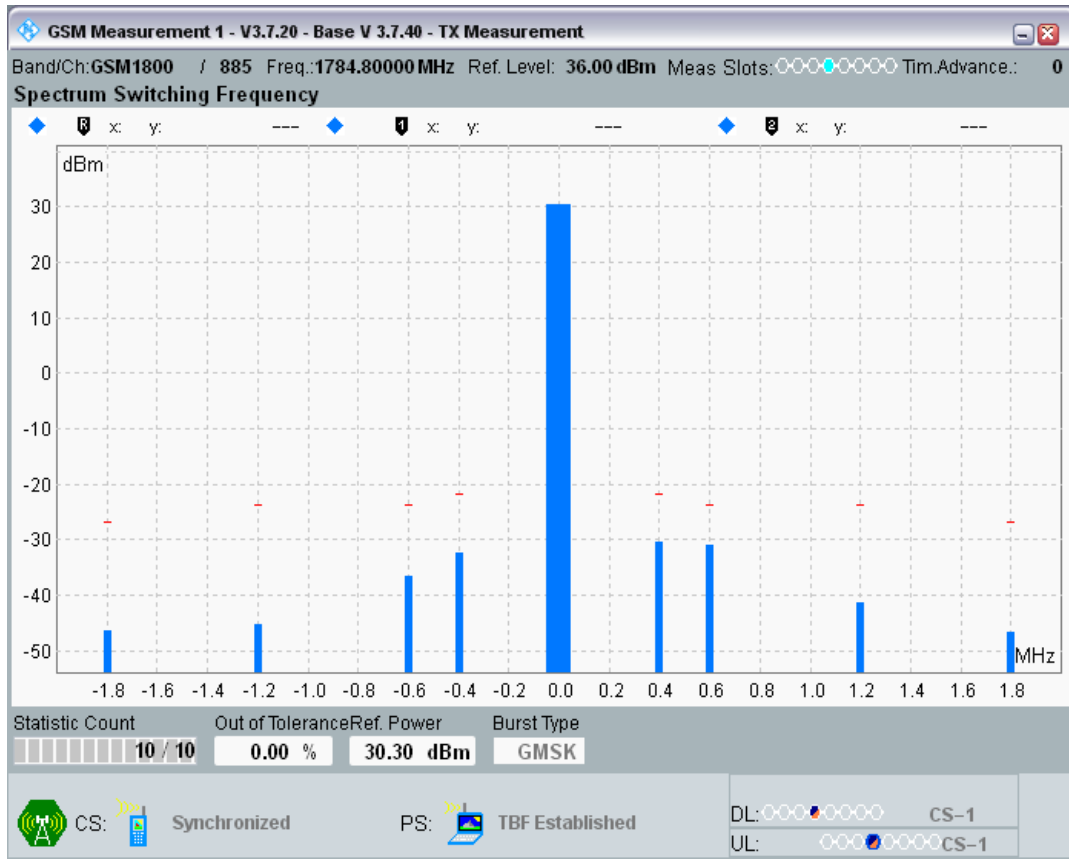 GSM Measurement 1 - V3.7.20 - Base V 3.7.40 - TX Measurement
Band/Ch:GSM1800 / 885 Freq.:1784.80000 MHz Ref. Level: 36.00 dBm Meas Slots: Tim.Advance.: 0
Spectrum Switching Frequency
R x: y: --- 1 x: y: --- 2 x: y: ---
dBm
30
20
10
0
-10
-20
-30
-40
-50
MHz
-1.8 -1.6 -1.4 -1.2 -1.0 -0.8 -0.6 -0.4 -0.2 0.0 0.2 0.4 0.6 0.8 1.0 1.2 1.4 1.6 1.8
Statistic Count Out of Tolerance Ref. Power Burst Type
10 / 10 0.00 % 30.30 dBm GMSK
CS: Synchronized PS: TBF Established DL: CS-1
UL: CS-1